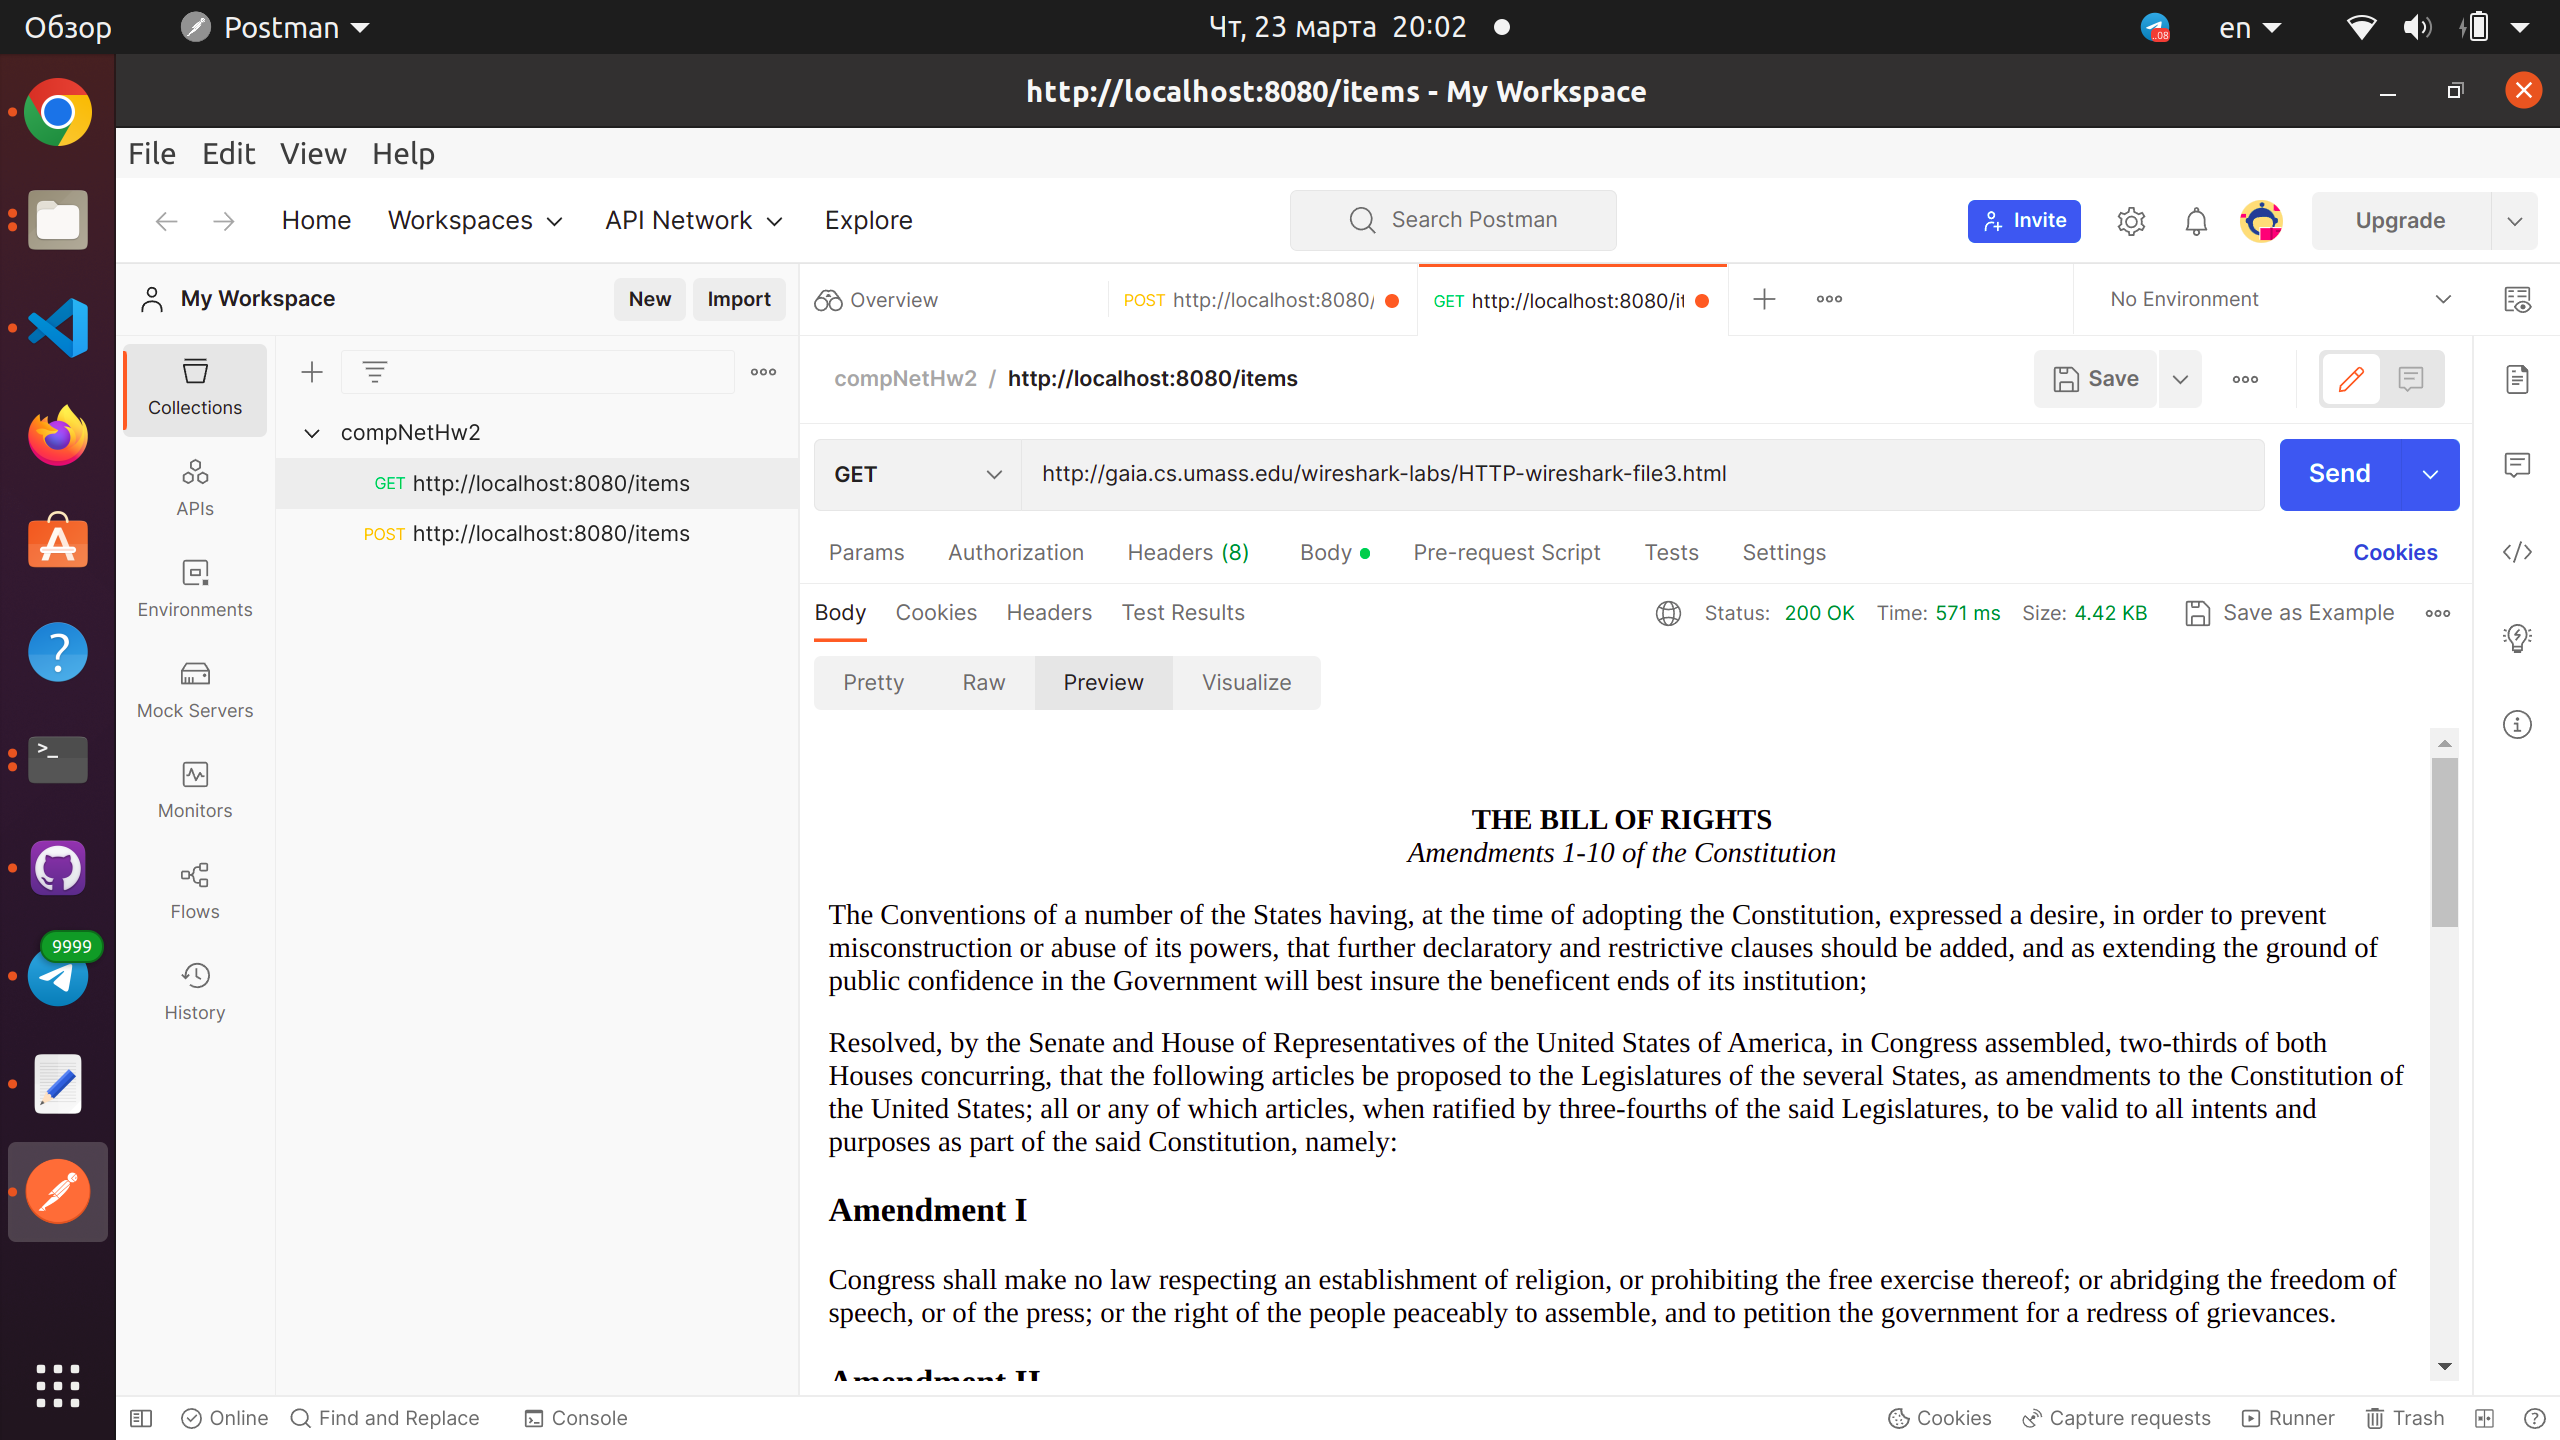 Обзор
Postman
Чт, 23 марта 20:02
en
http://localhost:8080/items - My Workspace
File Edit View Help
Home Workspaces API Network Explore
Search Postman
Invite
Upgrade
My Workspace
New Import
Overview
POST http://localhost:8080/
GET http://localhost:8080/it
No Environment
Collections
APIs
Environments
Mock Servers
Monitors
Flows
History
9999
compNetHw2
GET http://localhost:8080/items
POST http://localhost:8080/items
compNetHw2 / http://localhost:8080/items
Save
GET http://gaia.cs.umass.edu/wireshark-labs/HTTP-wireshark-file3.html
Send
Params Authorization Headers (8) Body Pre-request Script Tests Settings Cookies
Body Cookies Headers Test Results
Status: 200 OK Time: 571 ms Size: 4.42 KB Save as Example
Pretty Raw Preview Visualize
THE BILL OF RIGHTS
Amendments 1-10 of the Constitution
The Conventions of a number of the States having, at the time of adopting the Constitution, expressed a desire, in order to prevent
misconstruction or abuse of its powers, that further declaratory and restrictive clauses should be added, and as extending the ground of
public confidence in the Government will best insure the beneficent ends of its institution;
Resolved, by the Senate and House of Representatives of the United States of America, in Congress assembled, two-thirds of both
Houses concurring, that the following articles be proposed to the Legislatures of the several States, as amendments to the Constitution of
the United States; all or any of which articles, when ratified by three-fourths of the said Legislatures, to be valid to all intents and
purposes as part of the said Constitution, namely:
Amendment I
Congress shall make no law respecting an establishment of religion, or prohibiting the free exercise thereof; or abridging the freedom of
speech, or of the press; or the right of the people peaceably to assemble, and to petition the government for a redress of grievances.
Amendment II
Online Find and Replace Console
Cookies Capture requests Runner Trash